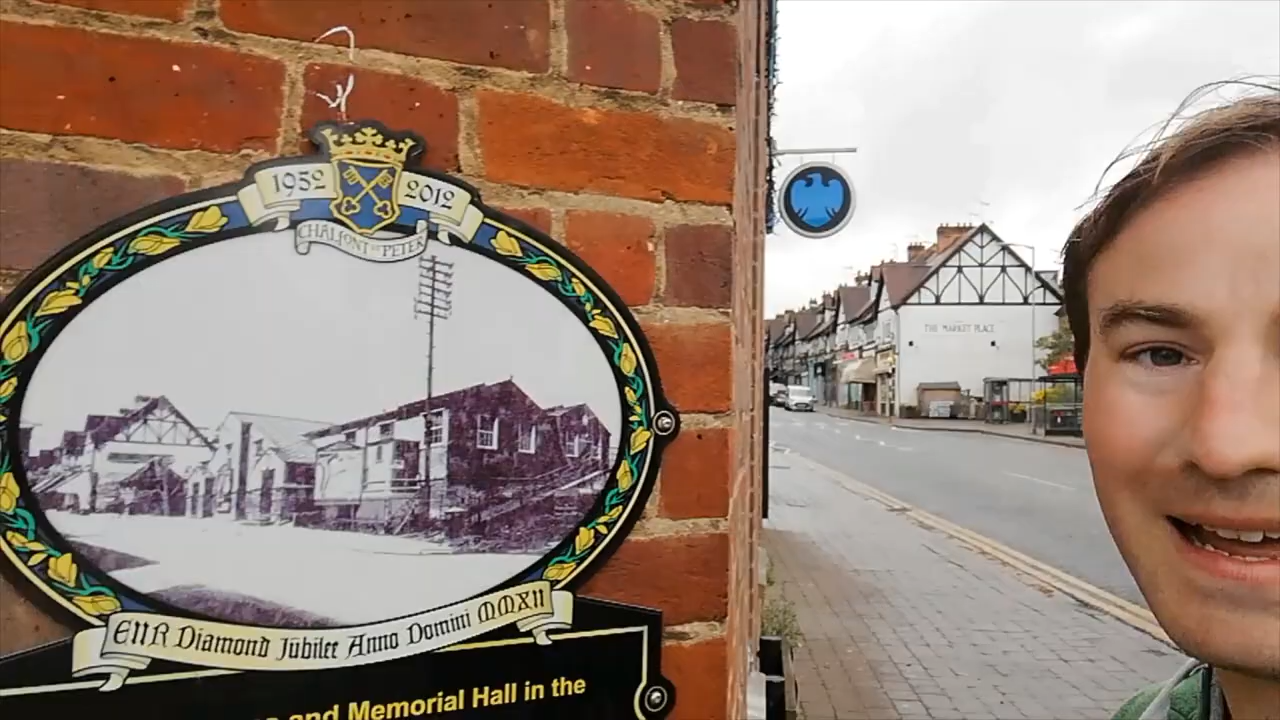 1952 2012
CHALFONT ST PETER
EIIR Diamond Jubilee Anno Domini MMXII
and Memorial Hall in the
THE MARKET PLACE